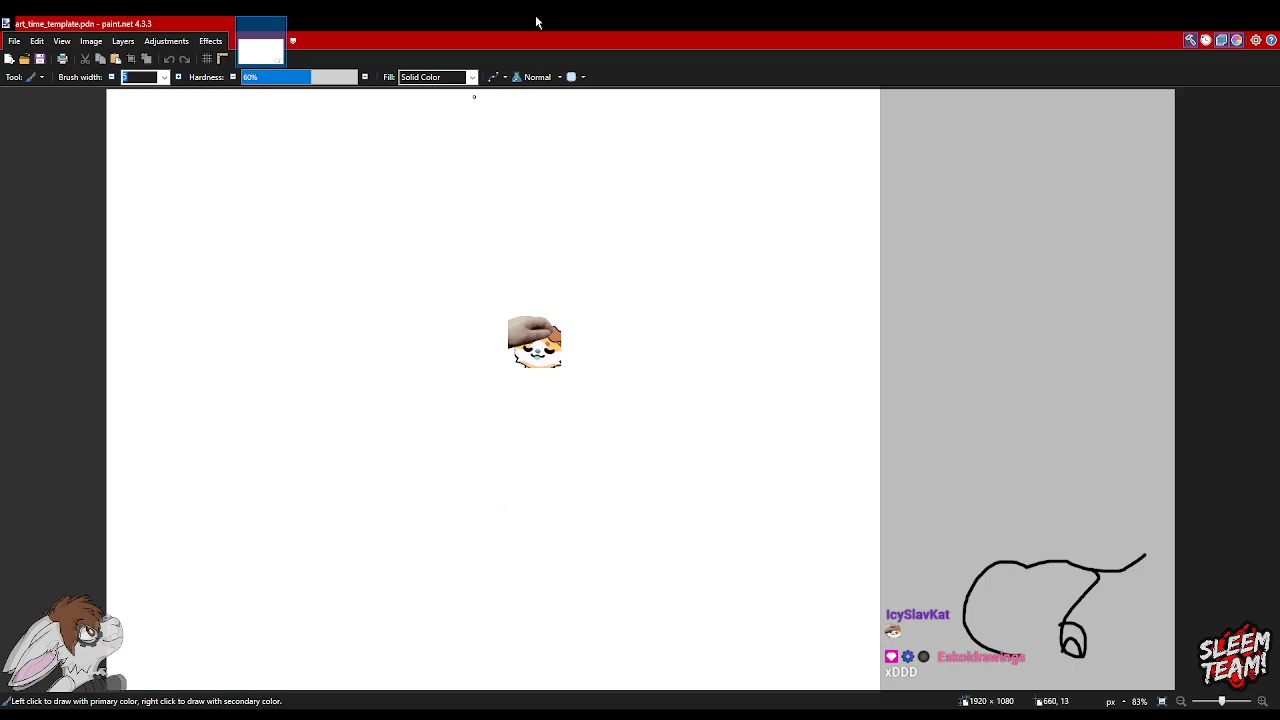 art_time_template.pdn - paint.net 4.3.3
File Edit View Image Layers Adjustments Effects
Tool: Brush width: 5 Hardness: 60% Fill: Solid Color Normal
IcySlavKat
Eskoldrawings
xDDD
SLEEM
TEAM!
Left click to draw with primary color, right click to draw with secondary color. 1920 × 1080 660, 13 px 83%